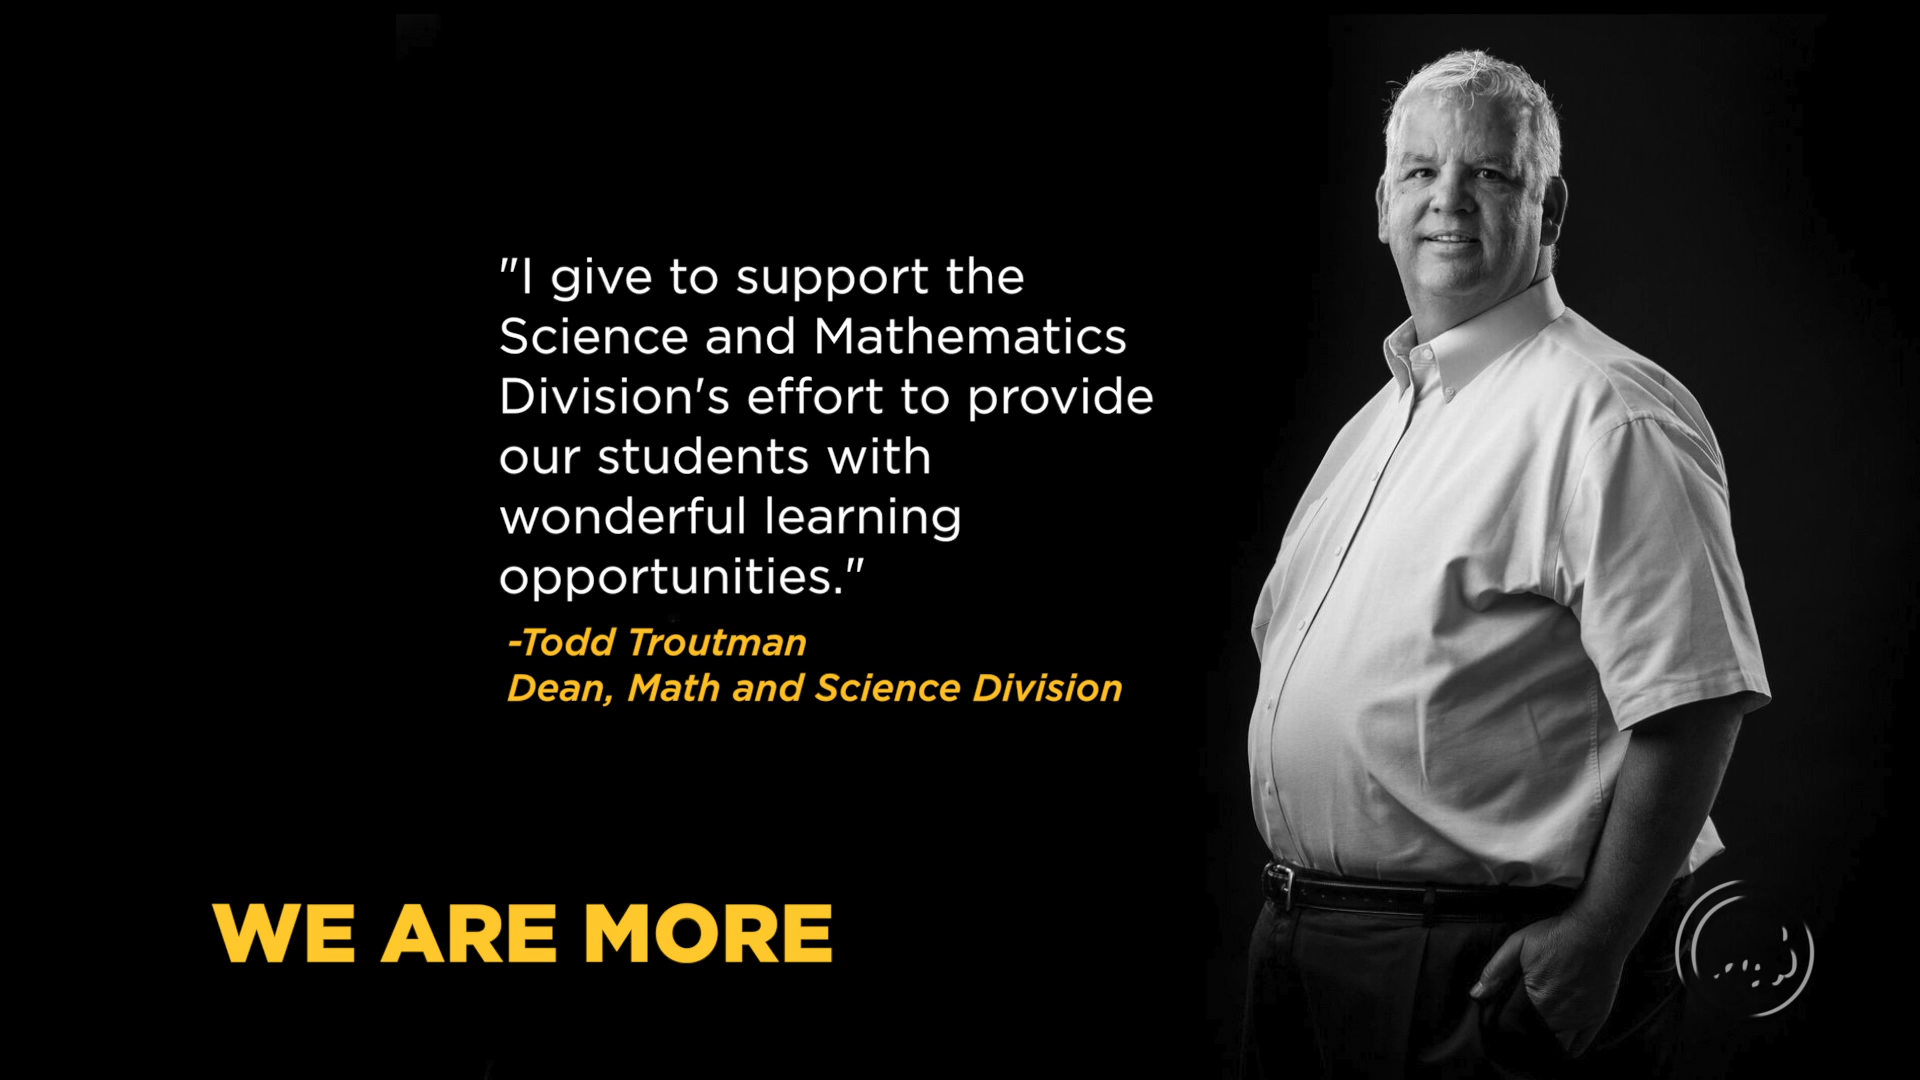 "I give to support the
Science and Mathematics
Division's effort to provide
our students with
wonderful learning
opportunities."
-Todd Troutman
Dean, Math and Science Division
WE ARE MORE